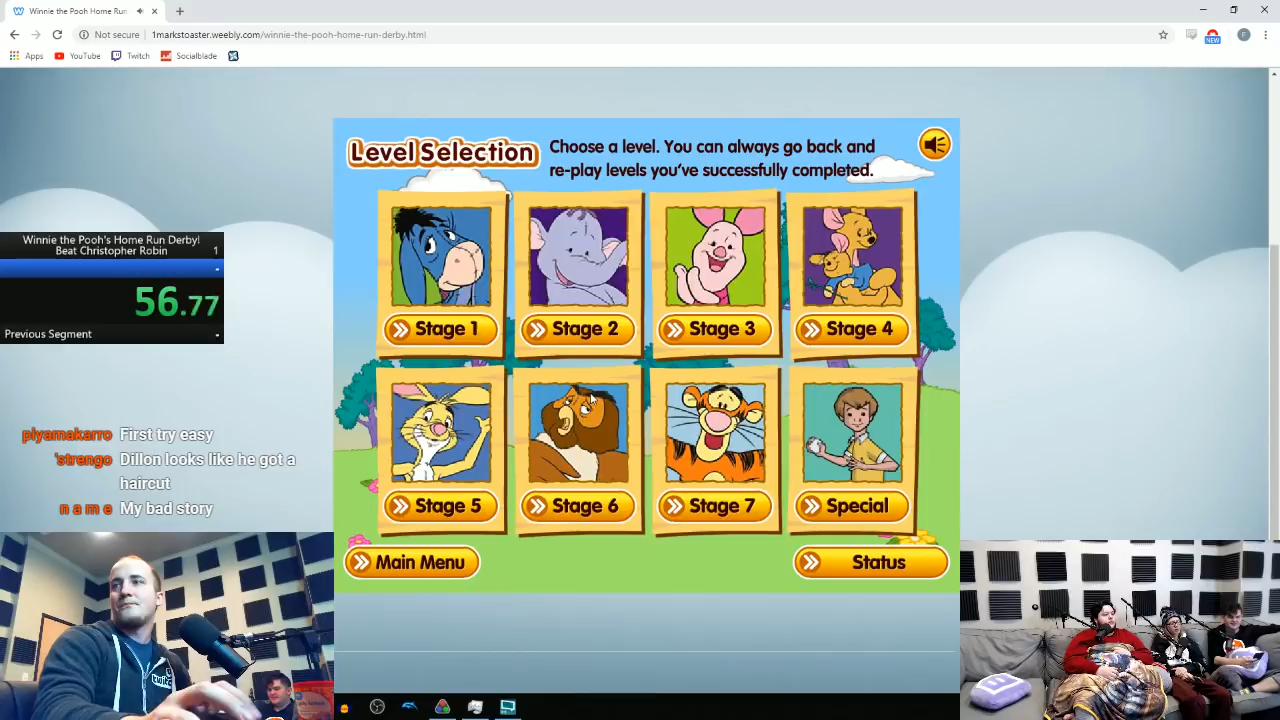 Winnie the Pooh Home Run
Not secure 1markstoaster.weebly.com/winnie-the-pooh-home-run-derby.html
NEW
F
Apps YouTube Twitch Socialblade
Level Selection
Choose a level. You can always go back and
re-play levels you've successfully completed.
Winnie the Pooh's Home Run Derby!
Beat Christopher Robin 1
-
56.77
Previous Segment -
Stage 1
Stage 2
Stage 3
Stage 4
piyamakarro First try easy
'strengo Dillon looks like he got a
haircut
n a m e My bad story
Stage 5
Stage 6
Stage 7
Special
Main Menu
Status